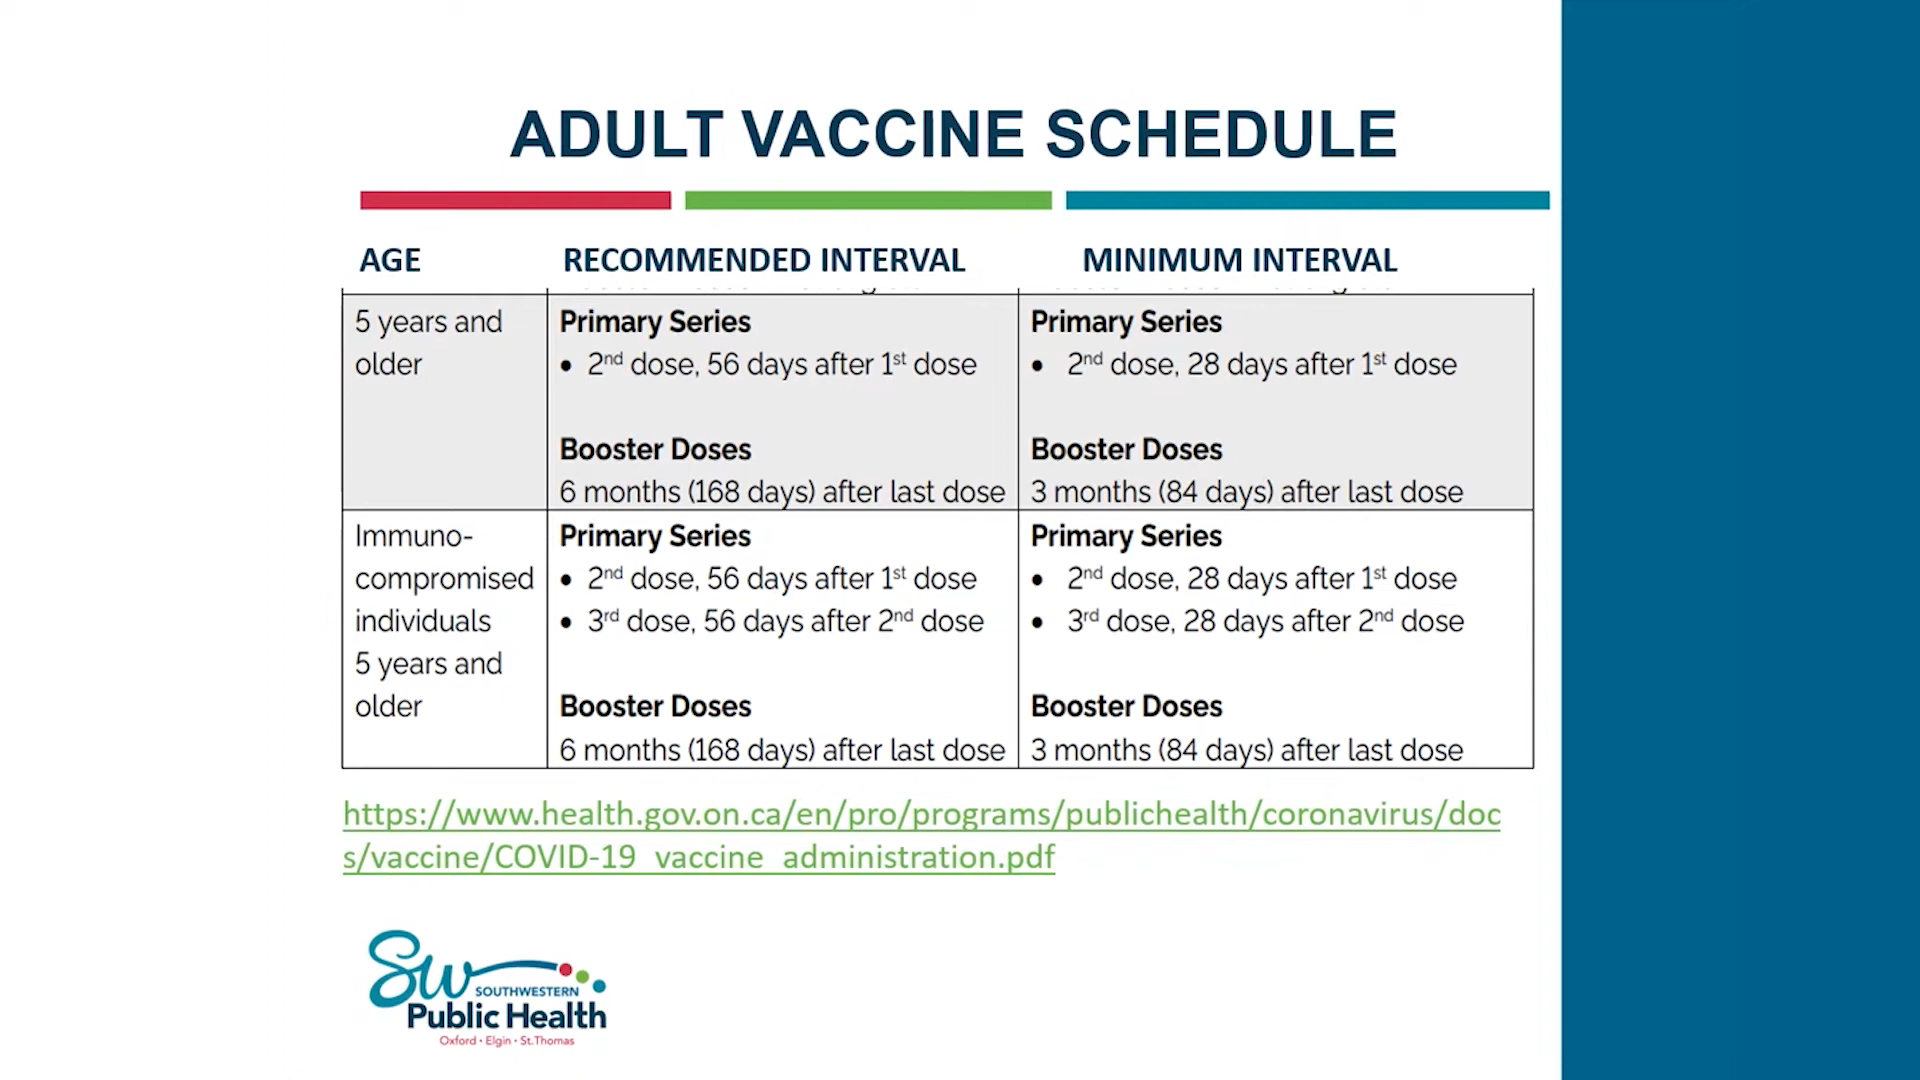 ADULT VACCINE SCHEDULE
AGE RECOMMENDED INTERVAL MINIMUM INTERVAL
5 years and
older
Primary Series
• 2nd dose, 56 days after 1st dose
Booster Doses
6 months (168 days) after last dose
Primary Series
• 2nd dose, 28 days after 1st dose
Booster Doses
3 months (84 days) after last dose
Immuno-
compromised
individuals
5 years and
older
Primary Series
• 2nd dose, 56 days after 1st dose
• 3rd dose, 56 days after 2nd dose
Booster Doses
6 months (168 days) after last dose
Primary Series
• 2nd dose, 28 days after 1st dose
• 3rd dose, 28 days after 2nd dose
Booster Doses
3 months (84 days) after last dose
https://www.health.gov.on.ca/en/pro/programs/publichealth/coronavirus/doc
s/vaccine/COVID-19_vaccine_administration.pdf
Sw
SOUTHWESTERN
Public Health
Oxford • Elgin • St.Thomas